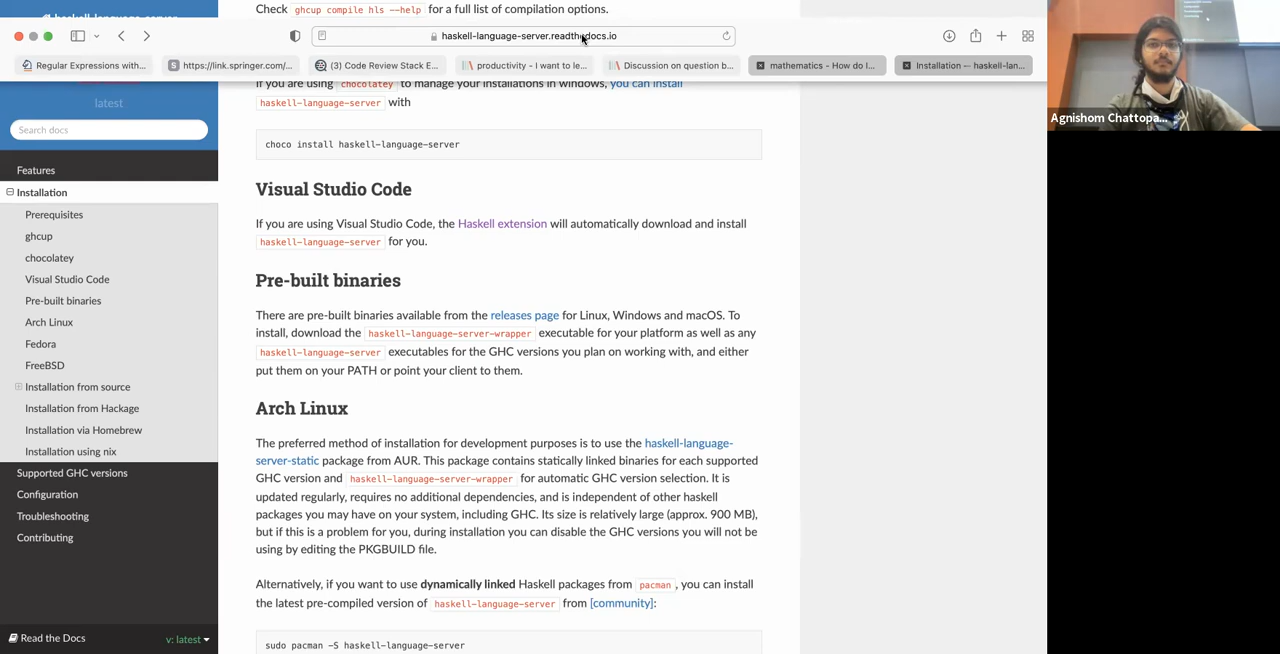 Check ghcup compile hls --help for a full list of compilation options.
haskell-language-server.readthedocs.io
Regular Expressions with...
S https://link.springer.com/...
(3) Code Review Stack E...
productivity - I want to le...
Discussion on question b...
mathematics - How do I...
Installation — haskell-lan...
latest
Search docs
Features
Installation
Prerequisites
ghcup
chocolatey
Visual Studio Code
Pre-built binaries
Arch Linux
Fedora
FreeBSD
Installation from source
Installation from Hackage
Installation via Homebrew
Installation using nix
Supported GHC versions
Configuration
Troubleshooting
Contributing
Read the Docs
v: latest
If you are using chocolatey to manage your installations in windows, you can install
haskell-language-server with
choco install haskell-language-server
Visual Studio Code
If you are using Visual Studio Code, the Haskell extension will automatically download and install
haskell-language-server for you.
Pre-built binaries
There are pre-built binaries available from the releases page for Linux, Windows and macOS. To
install, download the haskell-language-server-wrapper executable for your platform as well as any
haskell-language-server executables for the GHC versions you plan on working with, and either
put them on your PATH or point your client to them.
Arch Linux
The preferred method of installation for development purposes is to use the haskell-language-
server-static package from AUR. This package contains statically linked binaries for each supported
GHC version and haskell-language-server-wrapper for automatic GHC version selection. It is
updated regularly, requires no additional dependencies, and is independent of other haskell
packages you may have on your system, including GHC. Its size is relatively large (approx. 900 MB),
but if this is a problem for you, during installation you can disable the GHC versions you will not be
using by editing the PKGBUILD file.
Alternatively, if you want to use dynamically linked Haskell packages from pacman, you can install
the latest pre-compiled version of haskell-language-server from [community]:
sudo pacman -S haskell-language-server
Agnishom Chattopa...